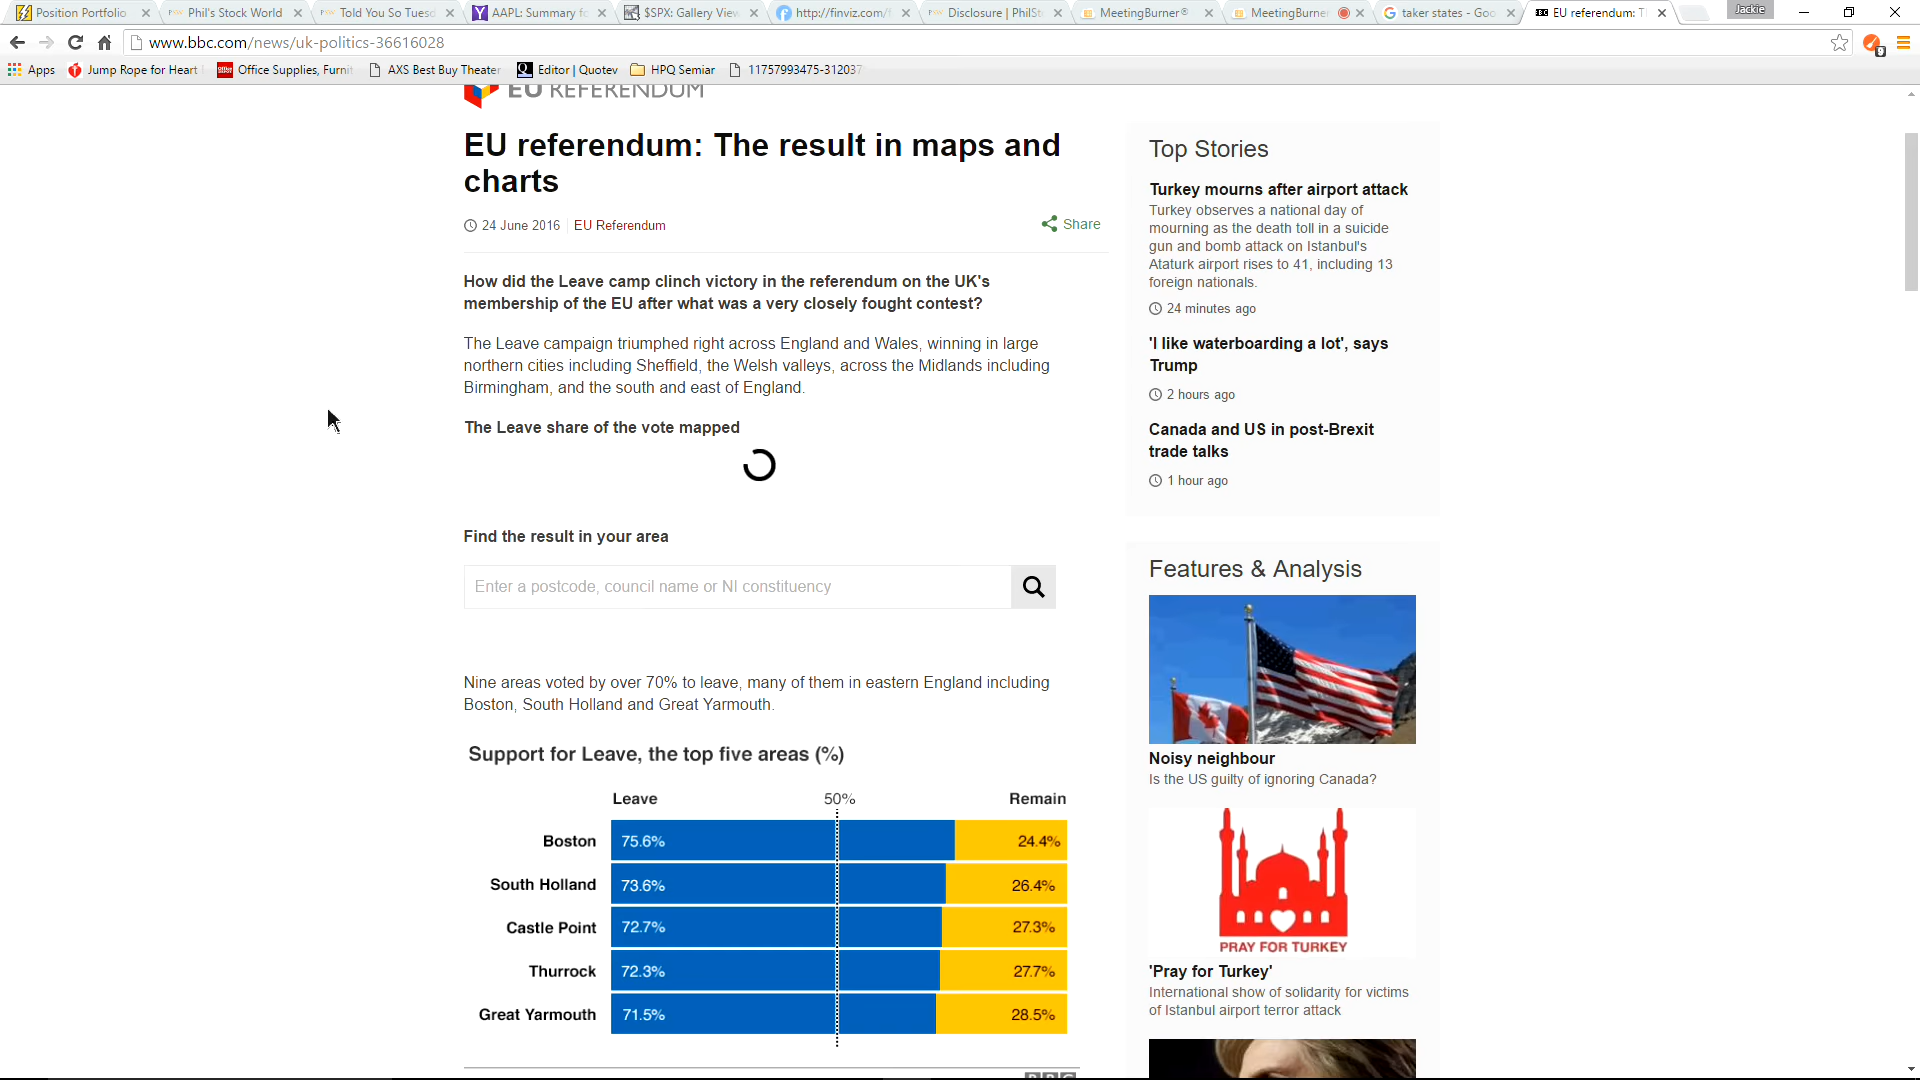 Position Portfolio
Phil's Stock World
Told You So Tuesd
AAPL: Summary fo
$SPX: Gallery View
http://finviz.com/
Disclosure | PhilSt
MeetingBurner®
MeetingBurner
taker states - Goo
EU referendum: T
Jackie
www.bbc.com/news/uk-politics-36616028
9
Apps
Jump Rope for Heart
Office Supplies, Furni
AXS Best Buy Theater
Editor | Quotev
HPQ Semiar
11757993475-312037
EU REFERENDUM
EU referendum: The result in maps and
charts
24 June 2016
EU Referendum
Share
How did the Leave camp clinch victory in the referendum on the UK's
membership of the EU after what was a very closely fought contest?
The Leave campaign triumphed right across England and Wales, winning in large
northern cities including Sheffield, the Welsh valleys, across the Midlands including
Birmingham, and the south and east of England.
The Leave share of the vote mapped
Find the result in your area
Enter a postcode, council name or NI constituency
Nine areas voted by over 70% to leave, many of them in eastern England including
Boston, South Holland and Great Yarmouth.
Support for Leave, the top five areas (%)
Leave 50% Remain
Boston 75.6% 24.4%
South Holland 73.6% 26.4%
Castle Point 72.7% 27.3%
Thurrock 72.3% 27.7%
Great Yarmouth 71.5% 28.5%
BBC
Top Stories
Turkey mourns after airport attack
Turkey observes a national day of
mourning as the death toll in a suicide
gun and bomb attack on Istanbul's
Ataturk airport rises to 41, including 13
foreign nationals.
24 minutes ago
'I like waterboarding a lot', says
Trump
2 hours ago
Canada and US in post-Brexit
trade talks
1 hour ago
Features & Analysis
Noisy neighbour
Is the US guilty of ignoring Canada?
PRAY FOR TURKEY
'Pray for Turkey'
International show of solidarity for victims
of Istanbul airport terror attack